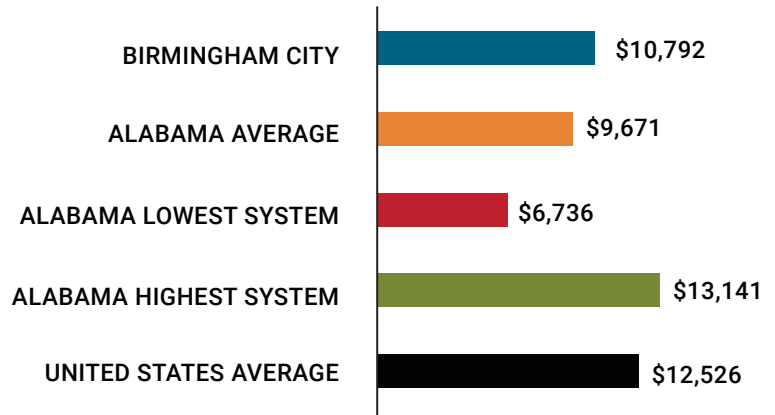 BIRMINGHAM CITY $10,792
ALABAMA AVERAGE $9,671
ALABAMA LOWEST SYSTEM $6,736
ALABAMA HIGHEST SYSTEM $13,141
UNITED STATES AVERAGE $12,526